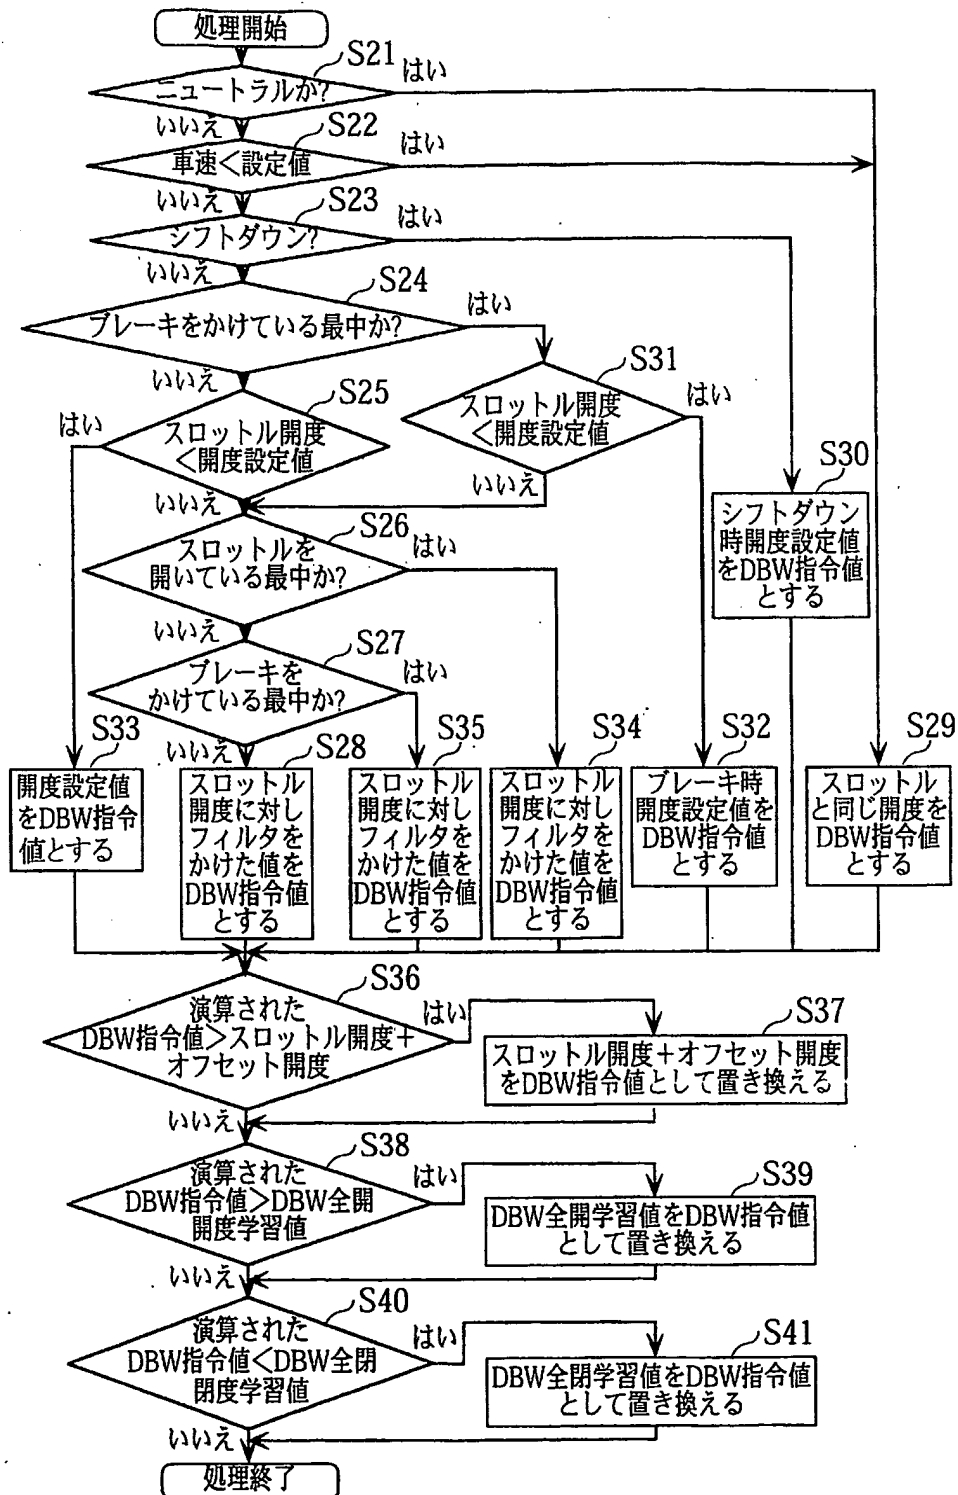 処理開始
S21
ニュートラルか?
はい
いいえ
S22
車速<設定値
はい
いいえ
S23
シフトダウン?
はい
いいえ
S24
ブレーキをかけている最中か?
はい
いいえ
S25
スロットル開度
<開度設定値
はい
いいえ
S31
スロットル開度
<開度設定値
はい
いいえ
S30
シフトダウン
時開度設定値
をDBW指令値
とする
S26
スロットルを
開いている最中か?
はい
いいえ
S27
ブレーキを
かけている最中か?
はい
いいえ
S33
開度設定値
をDBW指令
値とする
S28
スロットル
開度に対し
フィルタを
かけた値を
DBW指令値
とする
S35
スロットル
開度に対し
フィルタを
かけた値を
DBW指令値
とする
S34
スロットル
開度に対し
フィルタを
かけた値を
DBW指令値
とする
S32
ブレーキ時
開度設定値を
DBW指令値
とする
S29
スロットル
と同じ開度を
DBW指令値
とする
S36
演算された
DBW指令値>スロットル開度+
オフセット開度
はい
いいえ
S37
スロットル開度+オフセット開度
をDBW指令値として置き換える
S38
演算された
DBW指令値>DBW全開
開度学習値
はい
いいえ
S39
DBW全開学習値をDBW指令値
として置き換える
S40
演算された
DBW指令値<DBW全閉
閉度学習値
はい
いいえ
S41
DBW全閉学習値をDBW指令値
として置き換える
処理終了